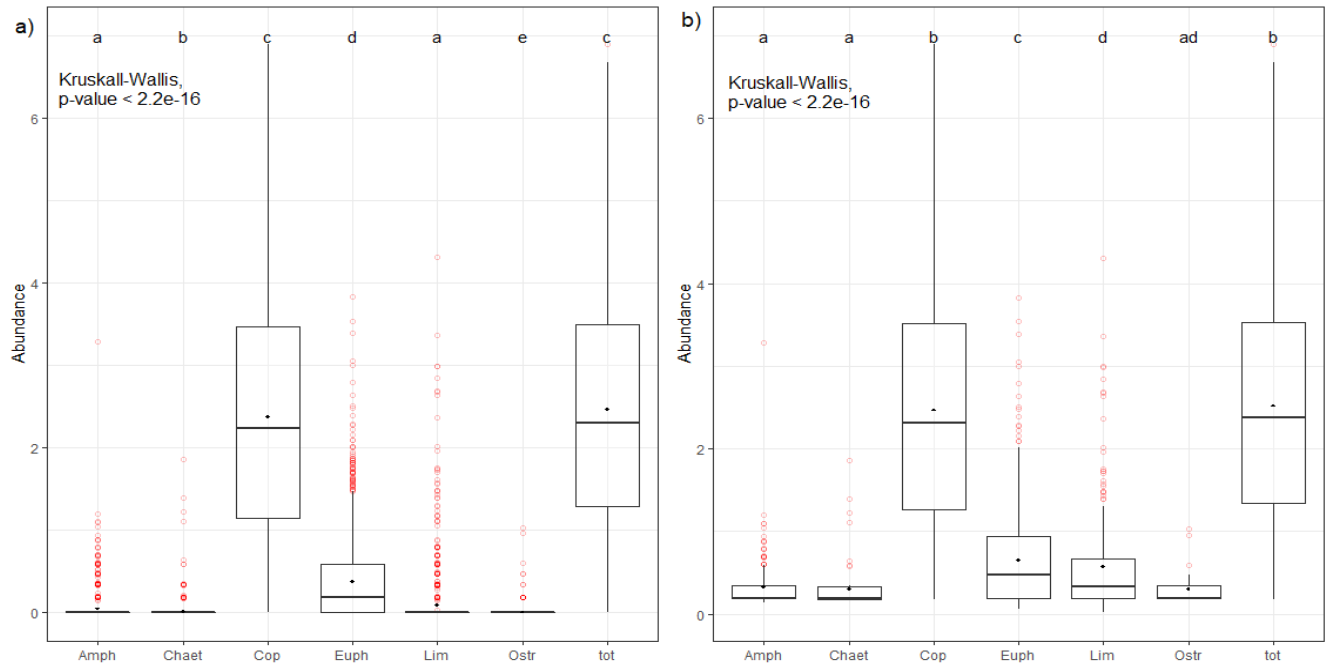 a)
a b c d a e c
Kruskall-Wallis,
p-value < 2.2e-16
6
4
2
0
Abundance
Amph Chaet Cop Euph Lim Ostr tot
b)
a a b c d ad b
Kruskall-Wallis,
p-value < 2.2e-16
6
4
2
0
Abundance
Amph Chaet Cop Euph Lim Ostr tot